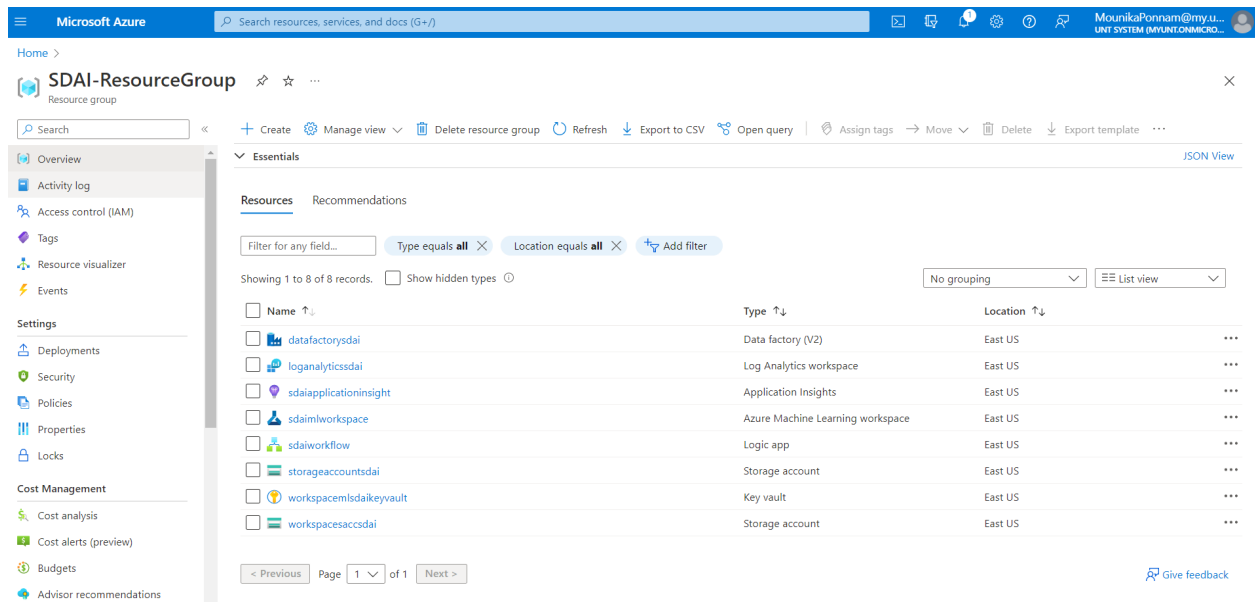 Microsoft Azure
Search resources, services, and docs (G+/)
1
MounikaPonnam@my.u...
UNT SYSTEM (MYUNT.ONMICRO...
Home >
SDAI-ResourceGroup
Resource group
Search
Create
Manage view
Delete resource group
Refresh
Export to CSV
Open query
Assign tags
Move
Delete
Export template
Overview
Activity log
Access control (IAM)
Tags
Resource visualizer
Events
Settings
Deployments
Security
Policies
Properties
Locks
Cost Management
Cost analysis
Cost alerts (preview)
Budgets
Advisor recommendations
Essentials
JSON View
Resources Recommendations
Filter for any field...
Type equals all
Location equals all
Add filter
Showing 1 to 8 of 8 records.
Show hidden types
No grouping
List view
Name Type Location
datafactorysdai Data factory (V2) East US
loganalyticssdai Log Analytics workspace East US
sdaiapplicationinsight Application Insights East US
sdaimlworkspace Azure Machine Learning workspace East US
sdaiworkflow Logic app East US
storageaccountsdai Storage account East US
workspacemlsdaikeyvault Key vault East US
workspacesaccsdai Storage account East US
< Previous Page 1 of 1 Next >
Give feedback